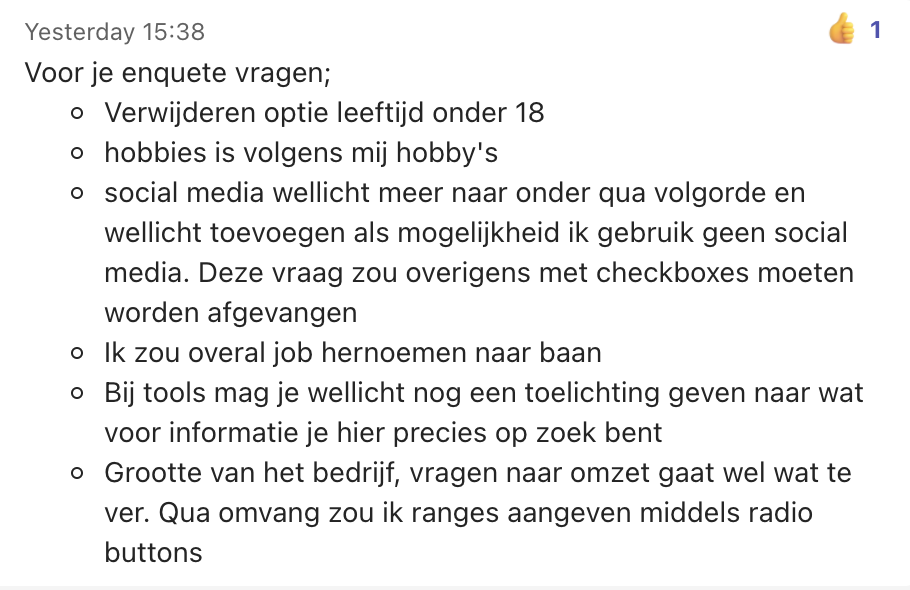 Yesterday 15:38
👍 1
Voor je enquete vragen;
Verwijderen optie leeftijd onder 18
hobbies is volgens mij hobby's
social media wellicht meer naar onder qua volgorde en
wellicht toevoegen als mogelijkheid ik gebruik geen social
media. Deze vraag zou overigens met checkboxes moeten
worden afgevangen
Ik zou overal job hernoemen naar baan
Bij tools mag je wellicht nog een toelichting geven naar wat
voor informatie je hier precies op zoek bent
Grootte van het bedrijf, vragen naar omzet gaat wel wat te
ver. Qua omvang zou ik ranges aangeven middels radio
buttons